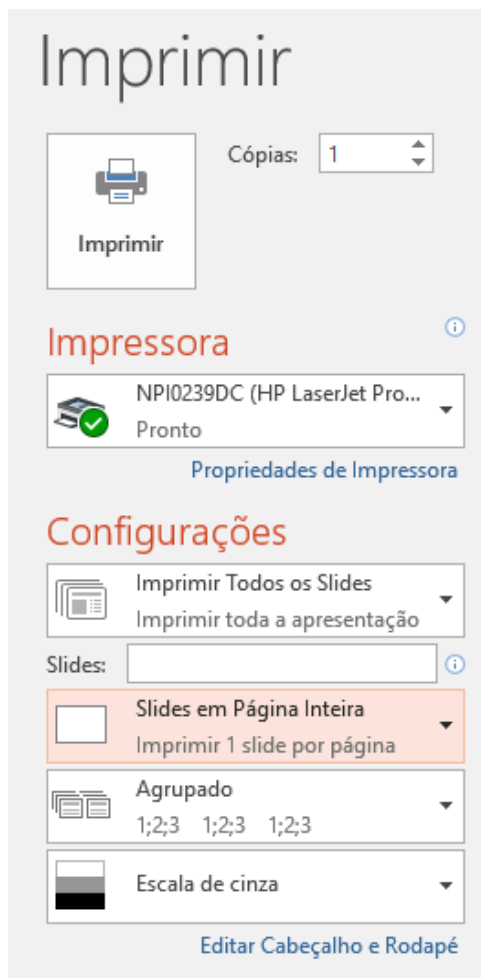 Imprimir
Cópias: 1
Imprimir
Impressora
NPI0239DC (HP LaserJet Pro...
Pronto
Propriedades de Impressora
Configurações
Imprimir Todos os Slides
Imprimir toda a apresentação
Slides:
Slides em Página Inteira
Imprimir 1 slide por página
Agrupado
1;2;3 1;2;3 1;2;3
Escala de cinza
Editar Cabeçalho e Rodapé